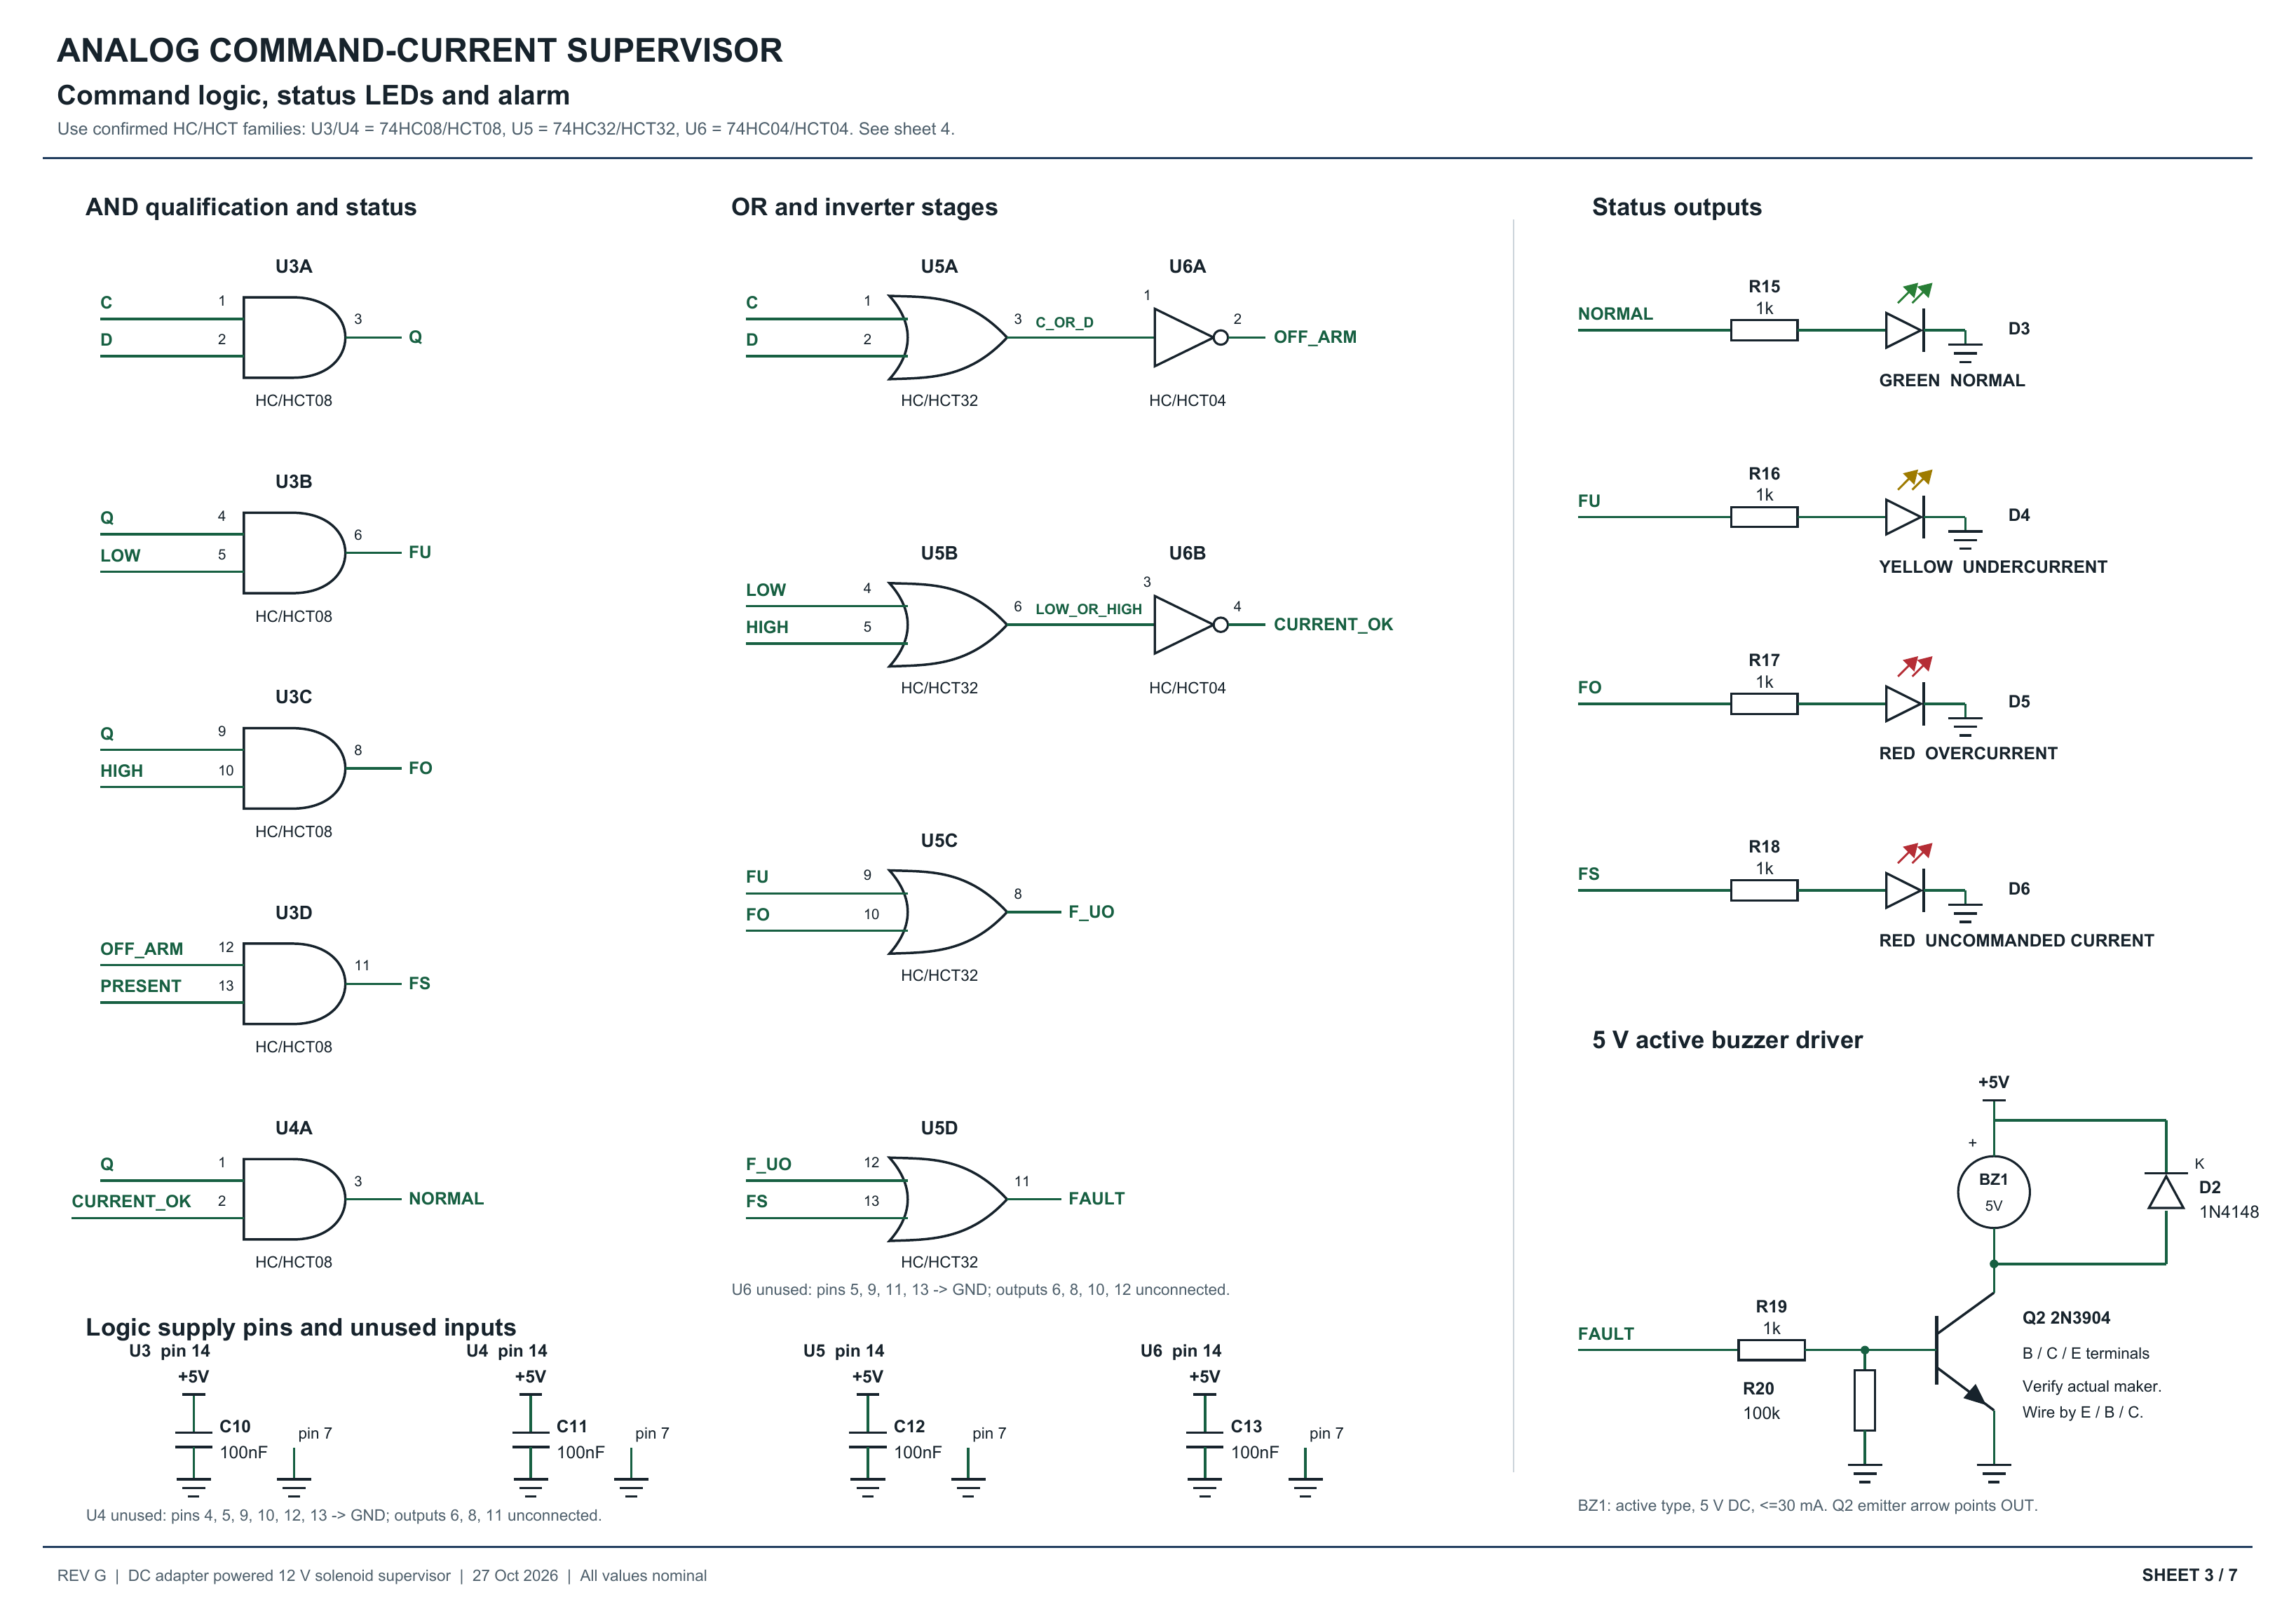 ANALOG COMMAND-CURRENT SUPERVISOR
Command logic, status LEDs and alarm
Use confirmed HC/HCT families: U3/U4 = 74HC08/HCT08, U5 = 74HC32/HCT32, U6 = 74HC04/HCT04. See sheet 4.
AND qualification and status
U3A
C
1
D
2
3
Q
HC/HCT08
U3B
Q
4
LOW
5
6
FU
HC/HCT08
U3C
Q
9
HIGH
10
8
FO
HC/HCT08
U3D
OFF_ARM
12
PRESENT
13
11
FS
HC/HCT08
U4A
Q
1
CURRENT_OK
2
3
NORMAL
HC/HCT08
OR and inverter stages
U5A
C
1
D
2
3
C_OR_D
HC/HCT32
U6A
1
2
OFF_ARM
HC/HCT04
U5B
LOW
4
HIGH
5
6
LOW_OR_HIGH
HC/HCT32
U6B
3
4
CURRENT_OK
HC/HCT04
U5C
FU
9
FO
10
8
F_UO
HC/HCT32
U5D
F_UO
12
FS
13
11
FAULT
HC/HCT32
U6 unused: pins 5, 9, 11, 13 -> GND; outputs 6, 8, 10, 12 unconnected.
Logic supply pins and unused inputs
U3 pin 14
+5V
C10
100nF
pin 7
U4 pin 14
+5V
C11
100nF
pin 7
U5 pin 14
+5V
C12
100nF
pin 7
U6 pin 14
+5V
C13
100nF
pin 7
U4 unused: pins 4, 5, 9, 10, 12, 13 -> GND; outputs 6, 8, 11 unconnected.
Status outputs
NORMAL
R15
1k
D3
GREEN NORMAL
FU
R16
1k
D4
YELLOW UNDERCURRENT
FO
R17
1k
D5
RED OVERCURRENT
FS
R18
1k
D6
RED UNCOMMANDED CURRENT
5 V active buzzer driver
+5V
+
BZ1
5V
K
D2
1N4148
FAULT
R19
1k
R20
100k
Q2 2N3904
B / C / E terminals
Verify actual maker.
Wire by E / B / C.
BZ1: active type, 5 V DC, <=30 mA. Q2 emitter arrow points OUT.
REV G | DC adapter powered 12 V solenoid supervisor | 27 Oct 2026 | All values nominal
SHEET 3 / 7